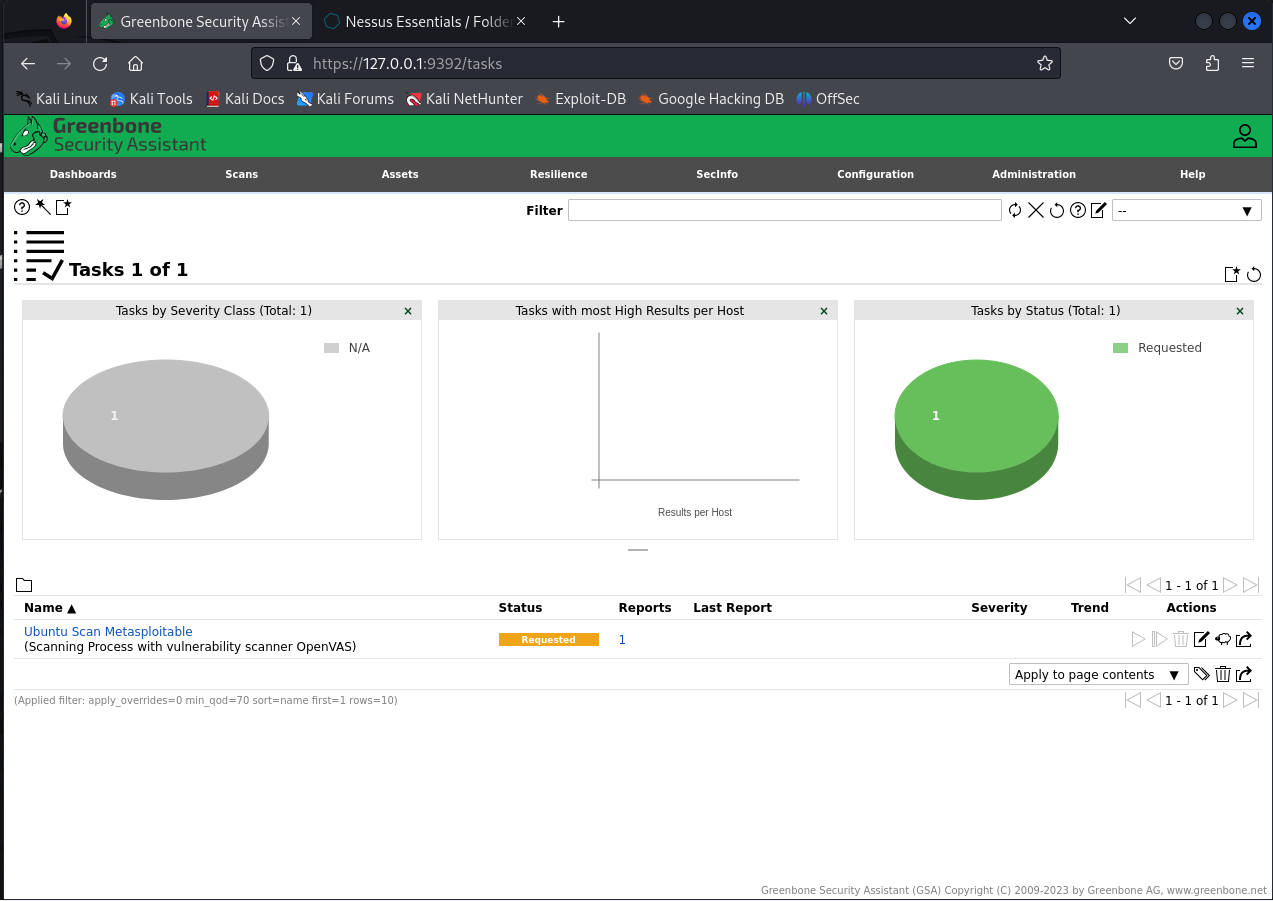 Greenbone Security Assis
Nessus Essentials / Folde
https://127.0.0.1:9392/tasks
Kali Linux Kali Tools Kali Docs Kali Forums Kali NetHunter Exploit-DB Google Hacking DB OffSec
Greenbone
Security Assistant
Dashboards Scans Assets Resilience SecInfo Configuration Administration Help
Filter --
Tasks 1 of 1
Tasks by Severity Class (Total: 1) ×
N/A
1
Tasks with most High Results per Host ×
Results per Host
Tasks by Status (Total: 1) ×
Requested
1
1 - 1 of 1
Name ▲ Status Reports Last Report Severity Trend Actions
Ubuntu Scan Metasploitable Requested 1
(Scanning Process with vulnerability scanner OpenVAS)
Apply to page contents ▼
(Applied filter: apply_overrides=0 min_qod=70 sort=name first=1 rows=10) 1 - 1 of 1
Greenbone Security Assistant (GSA) Copyright (C) 2009-2023 by Greenbone AG, www.greenbone.net